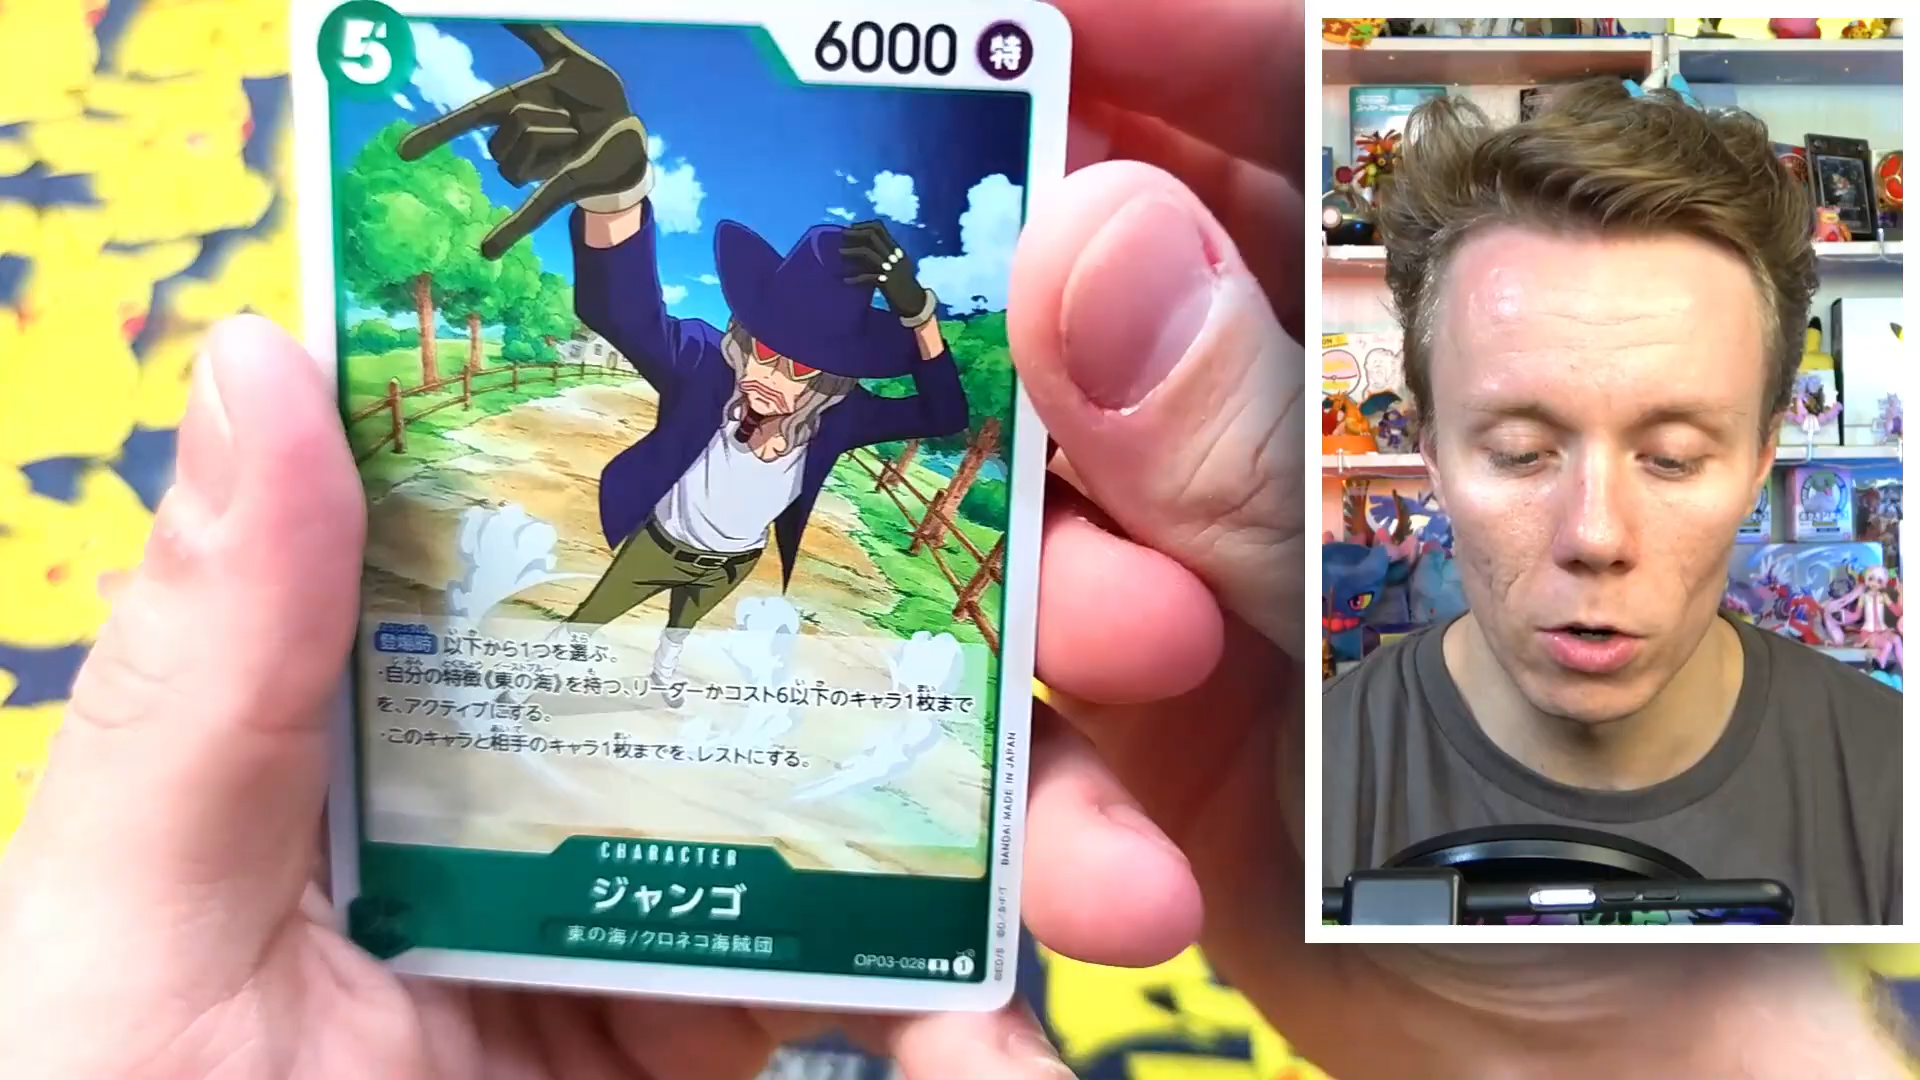 5
6000
特
登場時 以下から1つを選ぶ。
・自分の特徴《東の海》を持つ、リーダーかコスト6以下のキャラ1枚まで
を、アクティブにする。
・このキャラと相手のキャラ1枚までを、レストにする。
CHARACTER
ジャンゴ
東の海/クロネコ海賊団
OP03-028 R 1
BANDAI MADE IN JAPAN